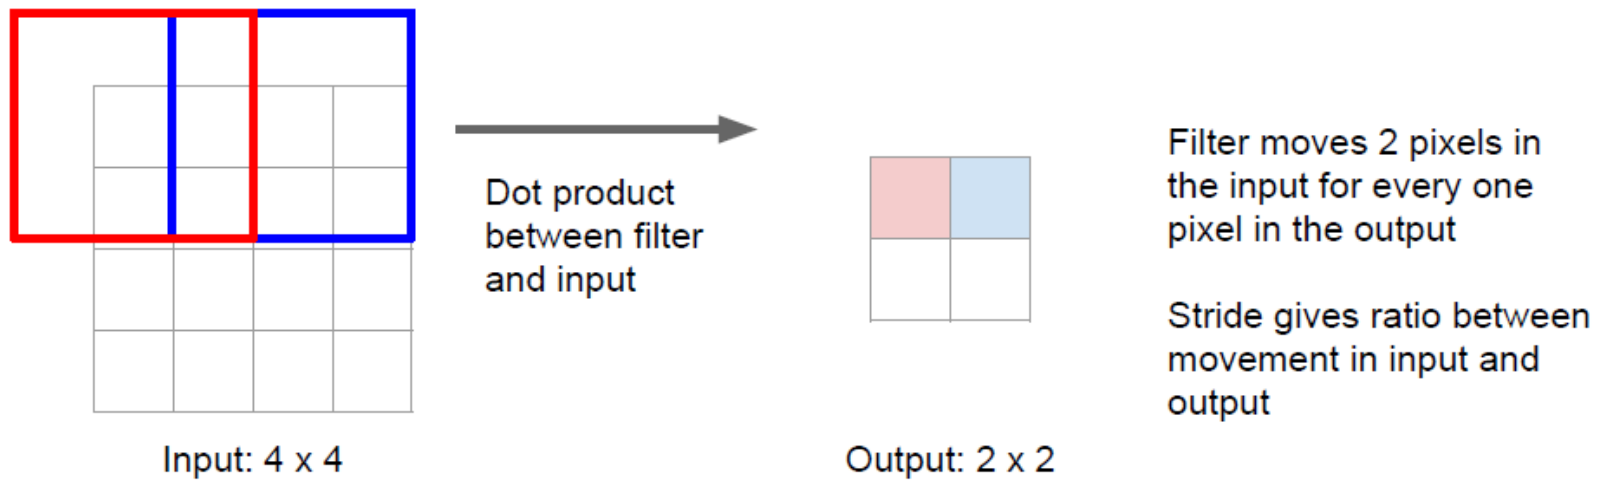 Dot product
between filter
and input
Filter moves 2 pixels in
the input for every one
pixel in the output
Stride gives ratio between
movement in input and
output
Input: 4 x 4
Output: 2 x 2